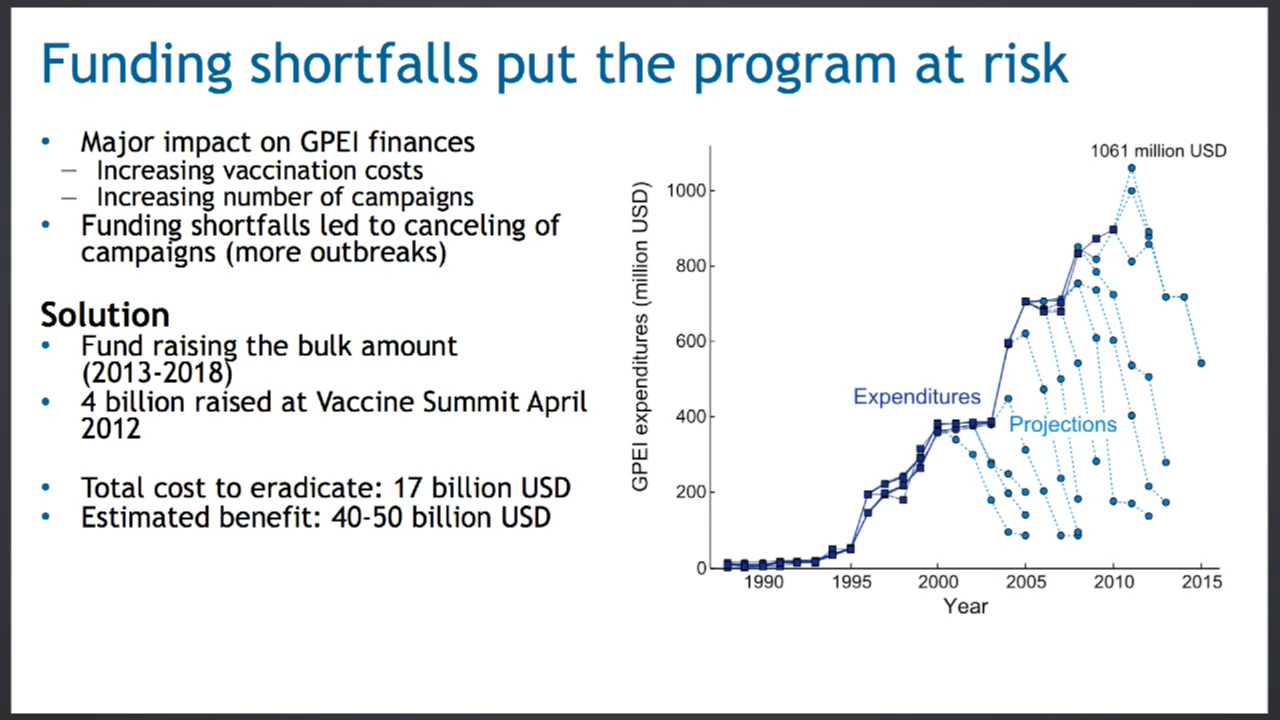 Funding shortfalls put the program at risk
• Major impact on GPEI finances
– Increasing vaccination costs
– Increasing number of campaigns
• Funding shortfalls led to canceling of
campaigns (more outbreaks)
Solution
• Fund raising the bulk amount
(2013-2018)
• 4 billion raised at Vaccine Summit April
2012
• Total cost to eradicate: 17 billion USD
• Estimated benefit: 40-50 billion USD
1061 million USD
GPEI expenditures (million USD)
1000
800
600
400
200
0
Expenditures
Projections
1990 1995 2000 2005 2010 2015
Year